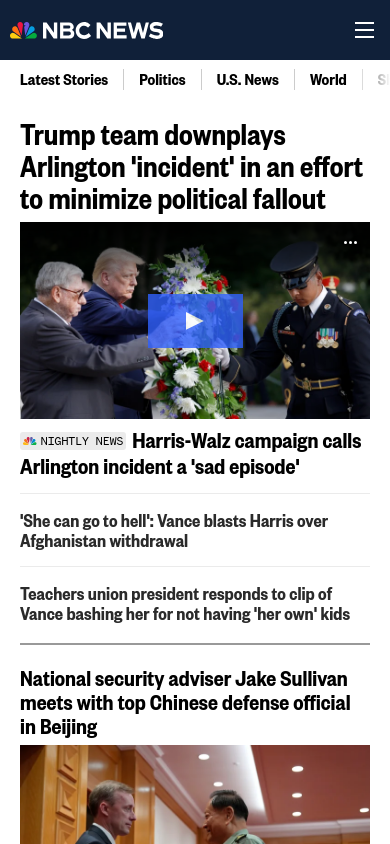 NBC NEWS
Latest Stories
Politics
U.S. News
World
Trump team downplays
Arlington 'incident' in an effort
to minimize political fallout
NIGHTLY NEWS Harris-Walz campaign calls
Arlington incident a 'sad episode'
'She can go to hell': Vance blasts Harris over
Afghanistan withdrawal
Teachers union president responds to clip of
Vance bashing her for not having 'her own' kids
National security adviser Jake Sullivan
meets with top Chinese defense official
in Beijing